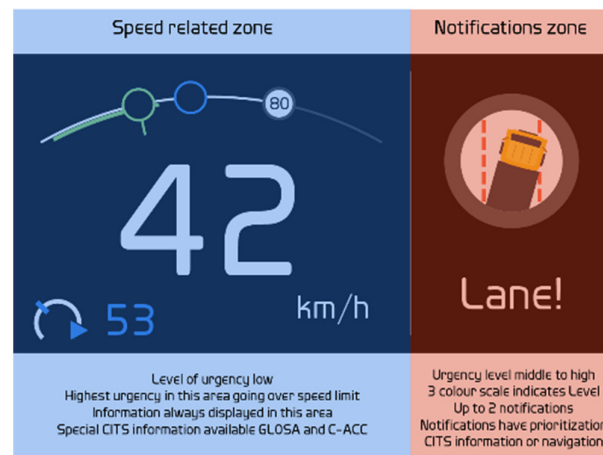 Speed related zone
Notifications zone
80
42
km/h
53
Lane!
Level of urgency low
Highest urgency in this area going over speed limit
Information always displayed in this area
Special CITS information available GLOSA and C-ACC
Urgency level middle to high
3 colour scale indicates Level
Up to 2 notifications
Notifications have prioritization
CITS information or navigation